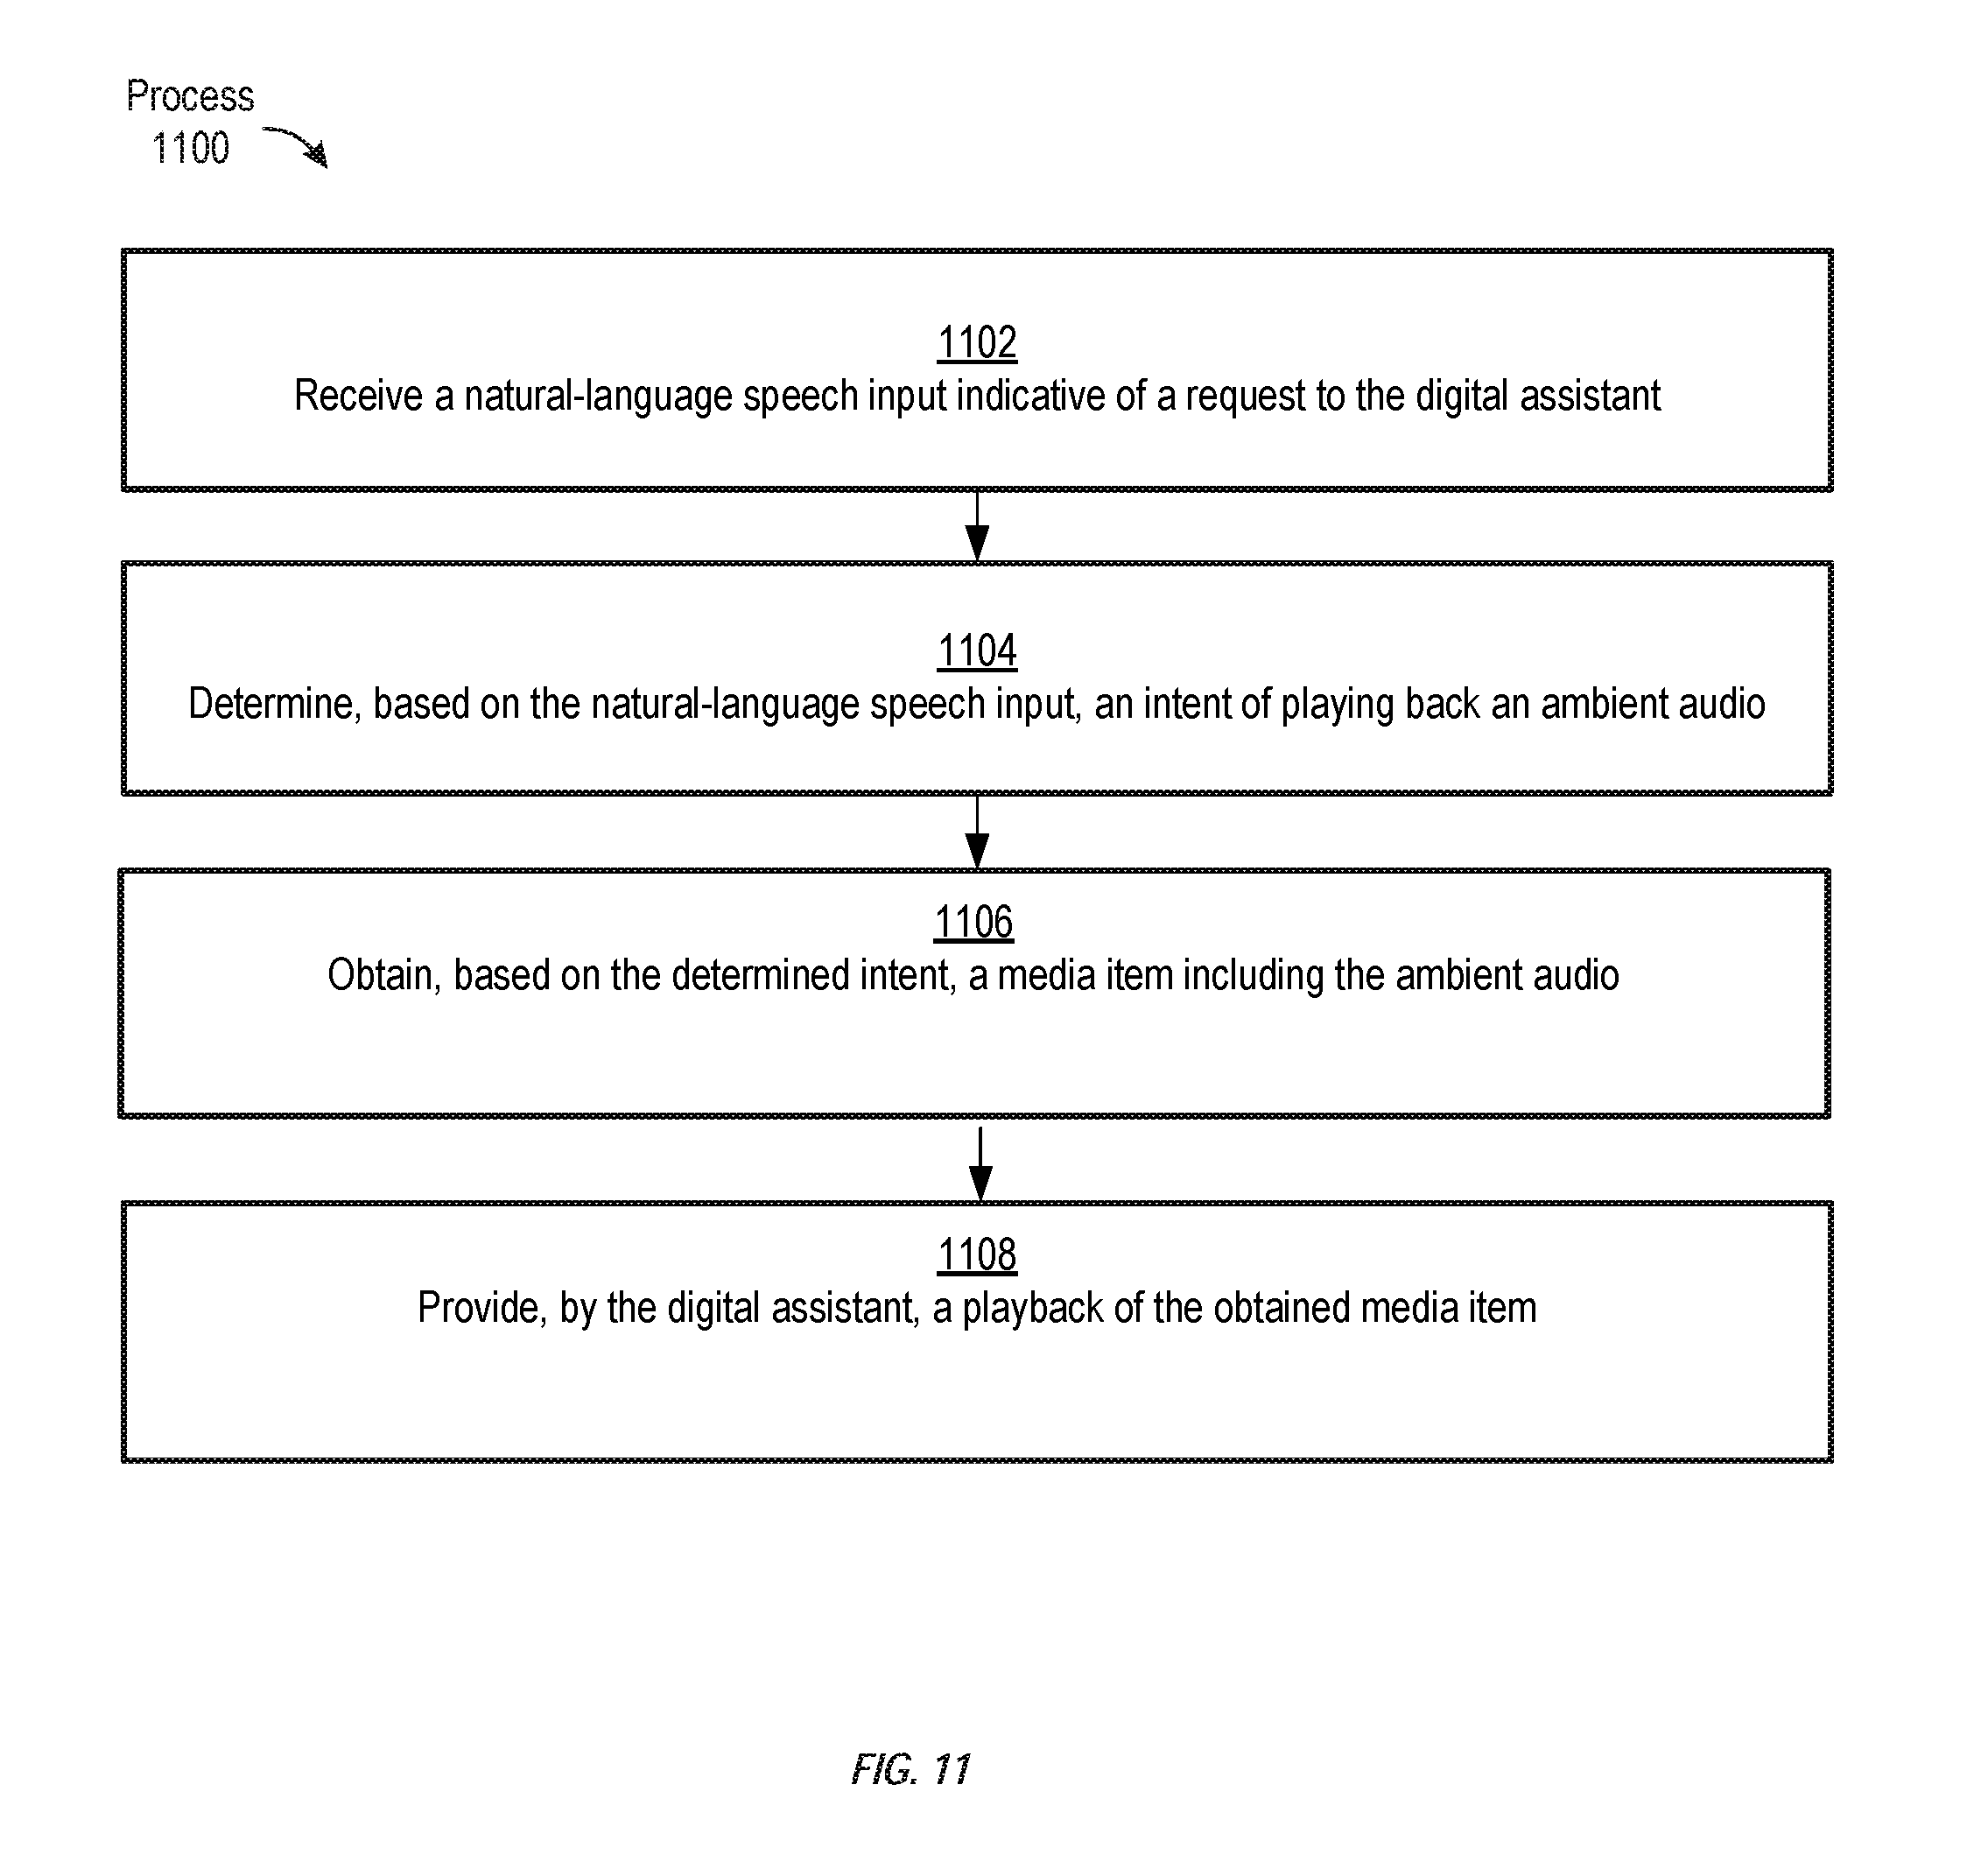 Process
1100
1102
Receive a natural-language speech input indicative of a request to the digital assistant
1104
Determine, based on the natural-language speech input, an intent of playing back an ambient audio
1106
Obtain, based on the determined intent, a media item including the ambient audio
1108
Provide, by the digital assistant, a playback of the obtained media item
FIG. 11